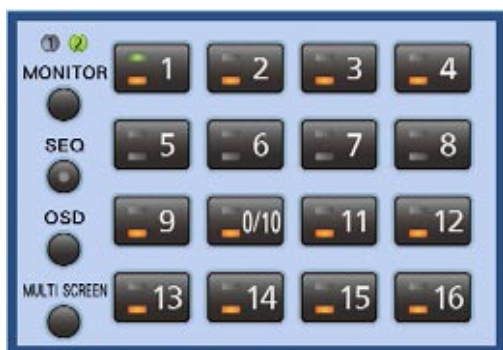 1 2
MONITOR
1 2 3 4
SEQ
5 6 7 8
OSD
9 0/10 11 12
MULTI SCREEN
13 14 15 16